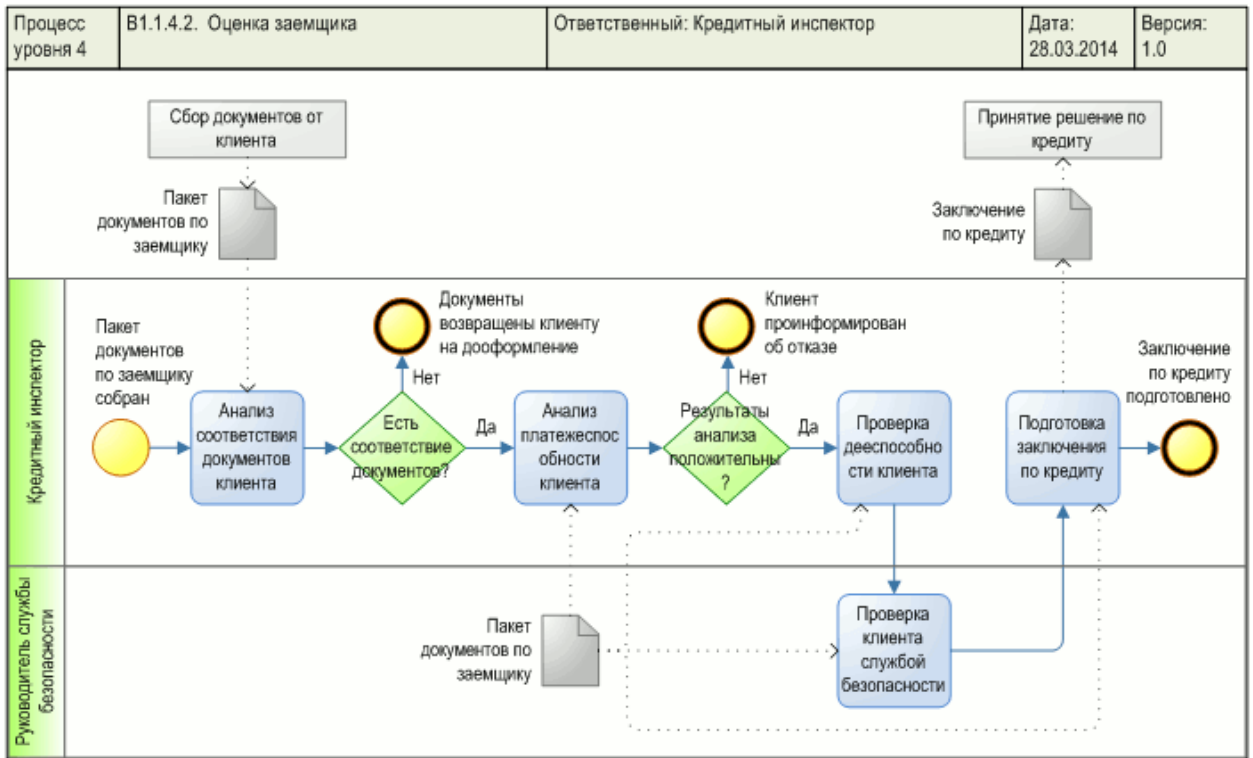 Процесс
уровня 4
B1.1.4.2. Оценка заемщика
Ответственный: Кредитный инспектор
Дата:
28.03.2014
Версия:
1.0
Сбор документов от
клиента
Принятие решение по
кредиту
Пакет
документов по
заемщику
Заключение
по кредиту
Кредитный инспектор
Пакет
документов
по заемщику
собран
Документы
возвращены клиенту
на дооформление
Клиент
проинформирован
об отказе
Заключение
по кредиту
подготовлено
Нет
Нет
Анализ
соответствия
документов
клиента
Есть
соответствие
документов?
Да
Анализ
платежеспос
обности
клиента
Результаты
анализа
положительны
?
Да
Проверка
дееспособно
сти клиента
Подготовка
заключения
по кредиту
Руководитель службы
безопасности
Пакет
документов по
заемщику
Проверка
клиента
службой
безопасности